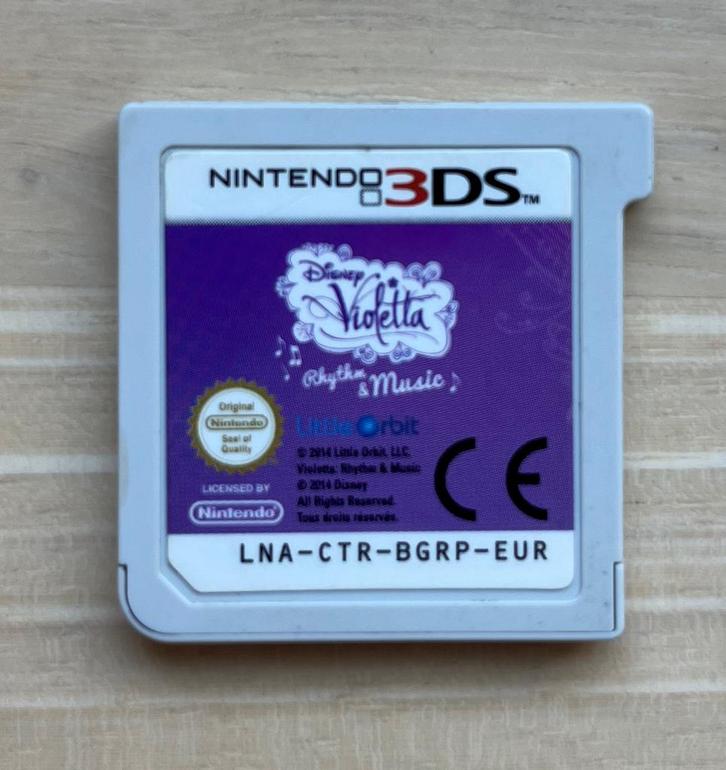 NINTENDO 3DS™
Disney
Violetta
Rhythm
& Music
Original
Nintendo
Seal of
Quality
Little Orbit
© 2014 Little Orbit, LLC.
Violetta: Rhythm & Music
© 2014 Disney
All Rights Reserved.
Tous droits réservés.
LICENSED BY
Nintendo
CE
LNA-CTR-BGRP-EUR